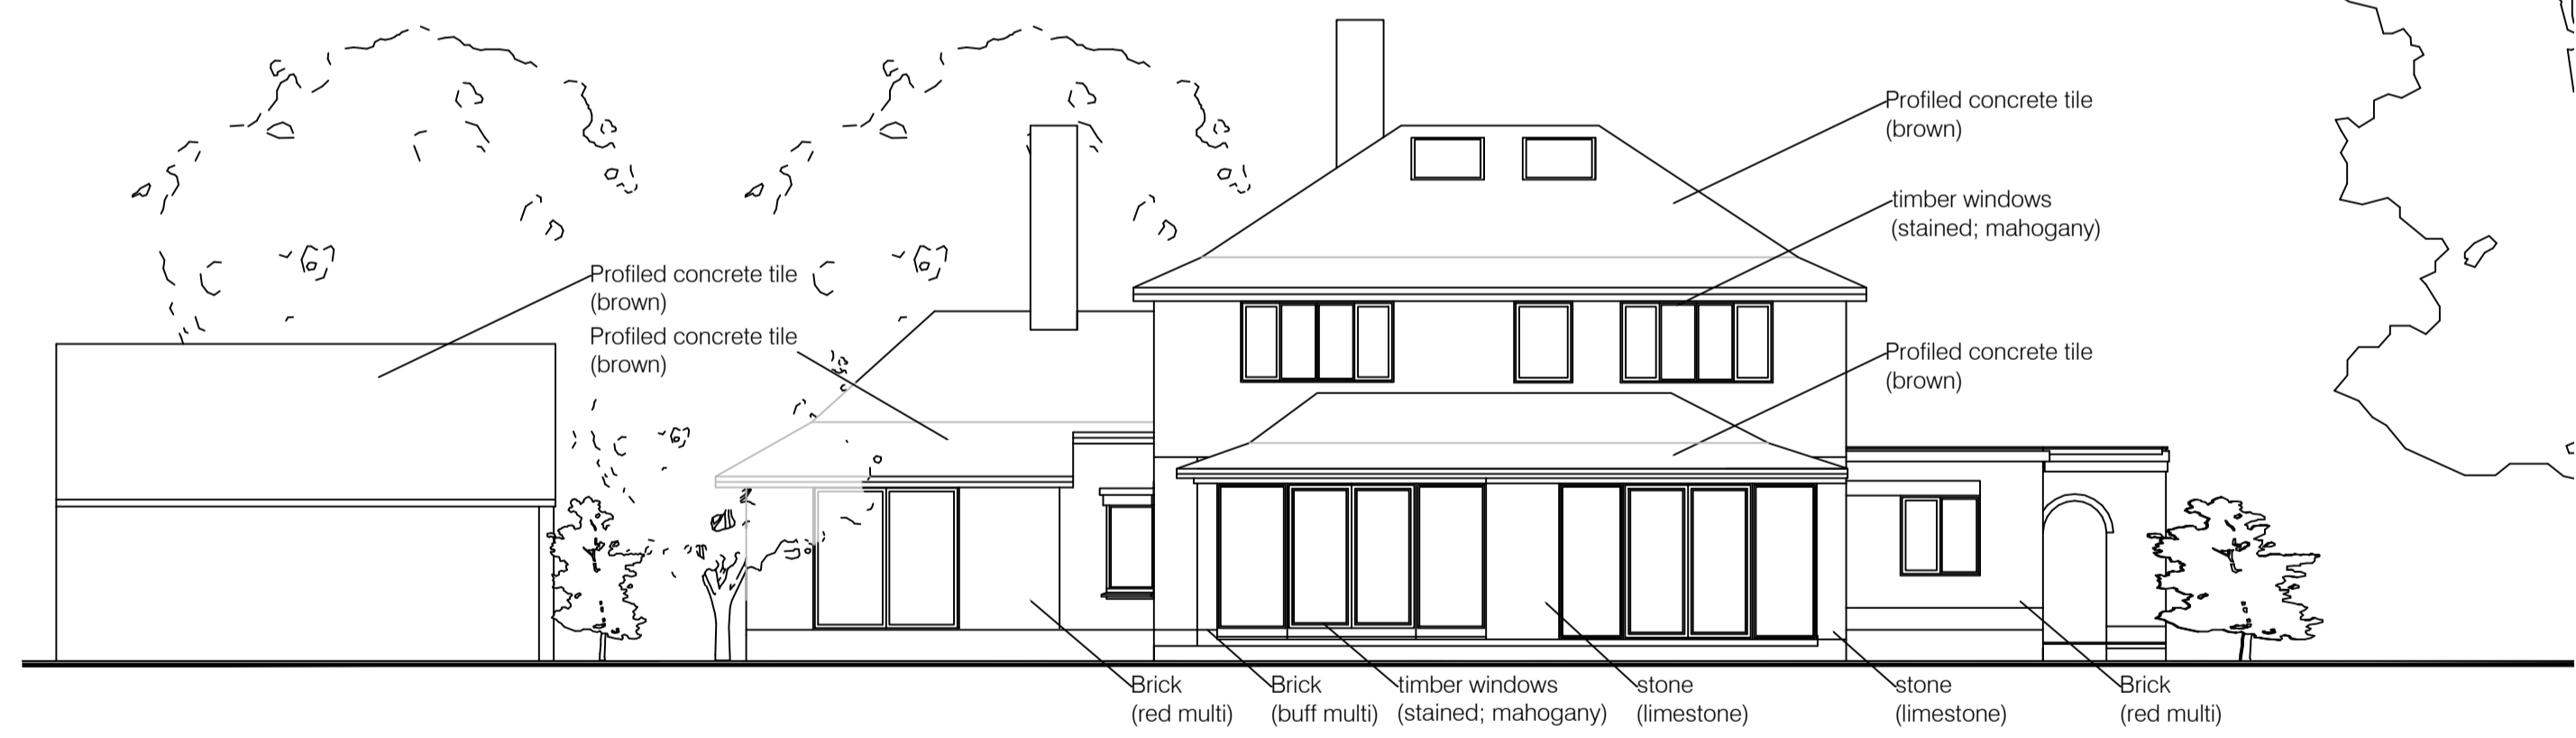 Profiled concrete tile
(brown)
timber windows
(stained; mahogany)
Profiled concrete tile
(brown)
Profiled concrete tile
(brown)
Profiled concrete tile
(brown)
Brick
(red multi)
Brick
(buff multi)
timber windows
(stained; mahogany)
stone
(limestone)
stone
(limestone)
Brick
(red multi)